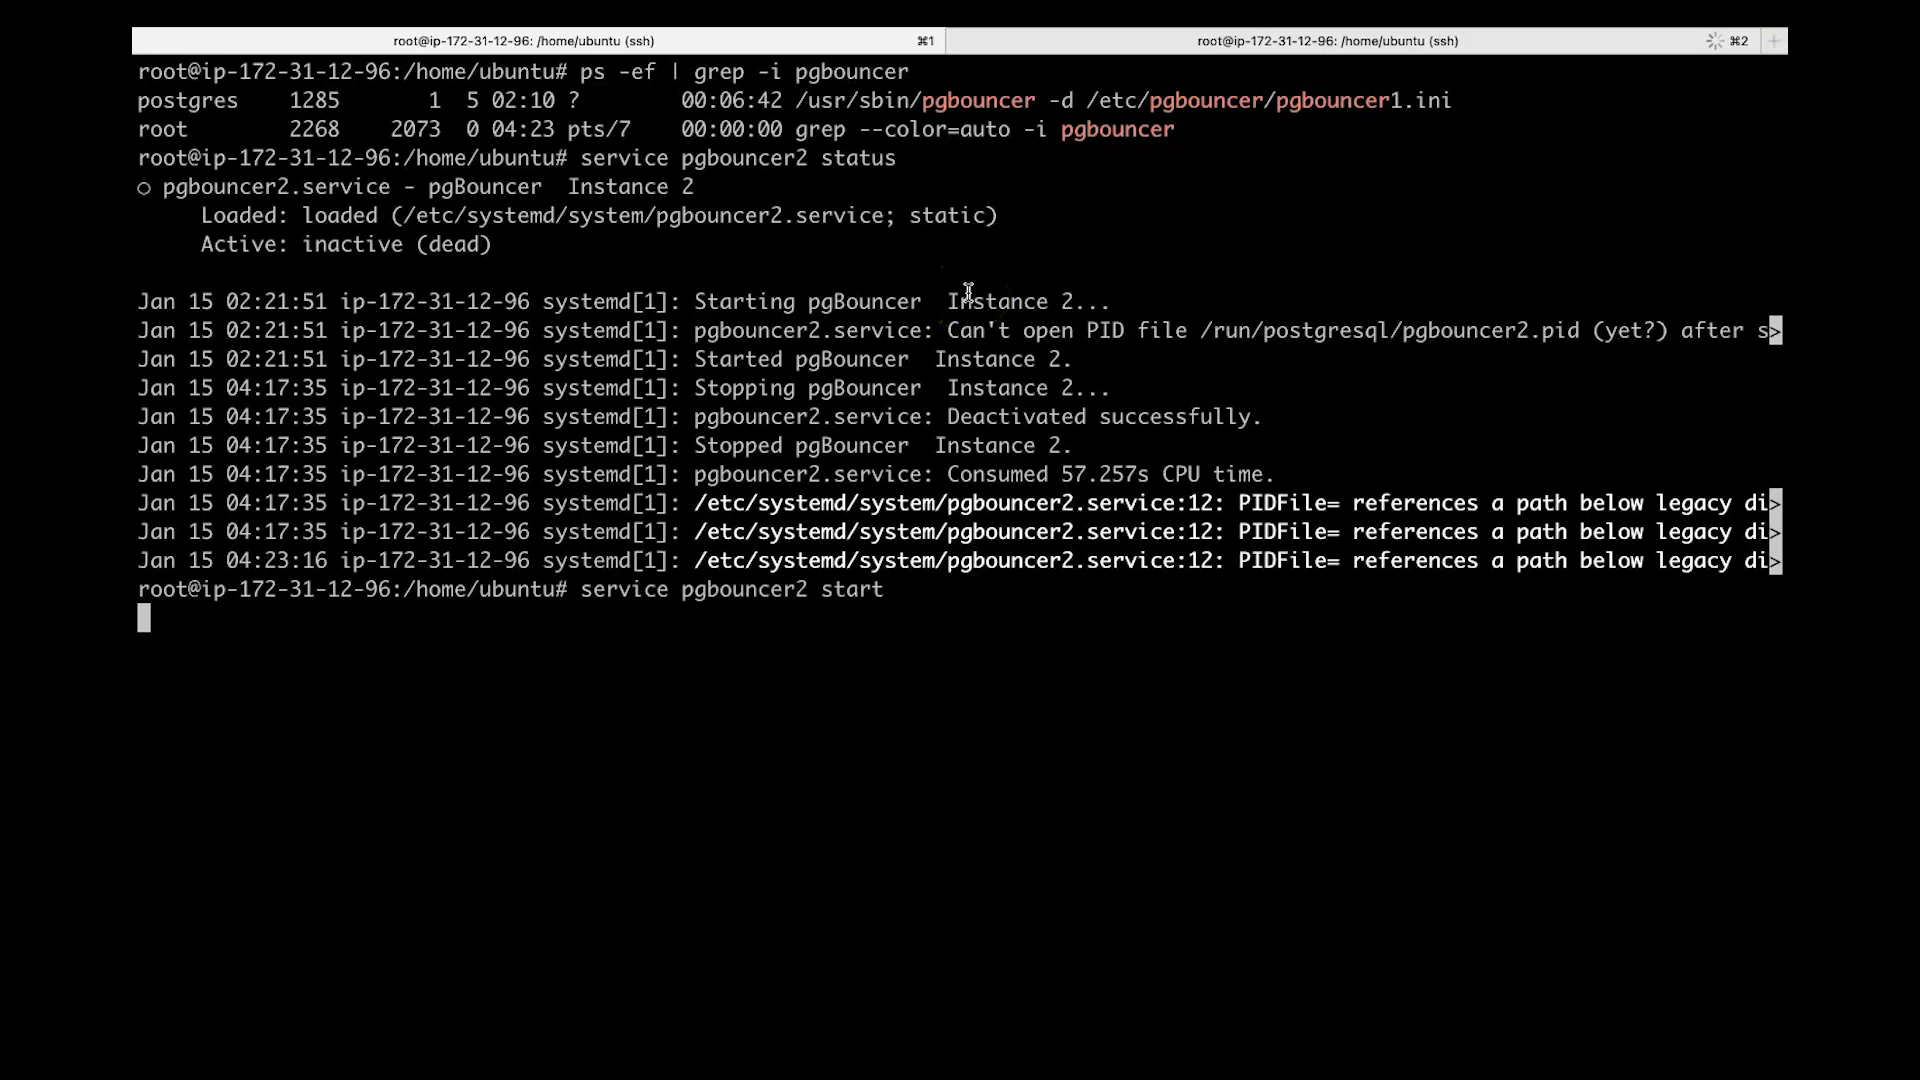 root@ip-172-31-12-96: /home/ubuntu (ssh) ⌘1 root@ip-172-31-12-96: /home/ubuntu (ssh) ⌘2 +
root@ip-172-31-12-96:/home/ubuntu# ps -ef | grep -i pgbouncer
postgres    1285       1  5 02:10 ?        00:06:42 /usr/sbin/pgbouncer -d /etc/pgbouncer/pgbouncer1.ini
root        2268    2073  0 04:23 pts/7    00:00:00 grep --color=auto -i pgbouncer
root@ip-172-31-12-96:/home/ubuntu# service pgbouncer2 status
○ pgbouncer2.service - pgBouncer  Instance 2
     Loaded: loaded (/etc/systemd/system/pgbouncer2.service; static)
     Active: inactive (dead)
Jan 15 02:21:51 ip-172-31-12-96 systemd[1]: Starting pgBouncer  Instance 2...
Jan 15 02:21:51 ip-172-31-12-96 systemd[1]: pgbouncer2.service: Can't open PID file /run/postgresql/pgbouncer2.pid (yet?) after s>
Jan 15 02:21:51 ip-172-31-12-96 systemd[1]: Started pgBouncer  Instance 2.
Jan 15 04:17:35 ip-172-31-12-96 systemd[1]: Stopping pgBouncer  Instance 2...
Jan 15 04:17:35 ip-172-31-12-96 systemd[1]: pgbouncer2.service: Deactivated successfully.
Jan 15 04:17:35 ip-172-31-12-96 systemd[1]: Stopped pgBouncer  Instance 2.
Jan 15 04:17:35 ip-172-31-12-96 systemd[1]: pgbouncer2.service: Consumed 57.257s CPU time.
Jan 15 04:17:35 ip-172-31-12-96 systemd[1]: /etc/systemd/system/pgbouncer2.service:12: PIDFile= references a path below legacy di>
Jan 15 04:17:35 ip-172-31-12-96 systemd[1]: /etc/systemd/system/pgbouncer2.service:12: PIDFile= references a path below legacy di>
Jan 15 04:23:16 ip-172-31-12-96 systemd[1]: /etc/systemd/system/pgbouncer2.service:12: PIDFile= references a path below legacy di>
root@ip-172-31-12-96:/home/ubuntu# service pgbouncer2 start